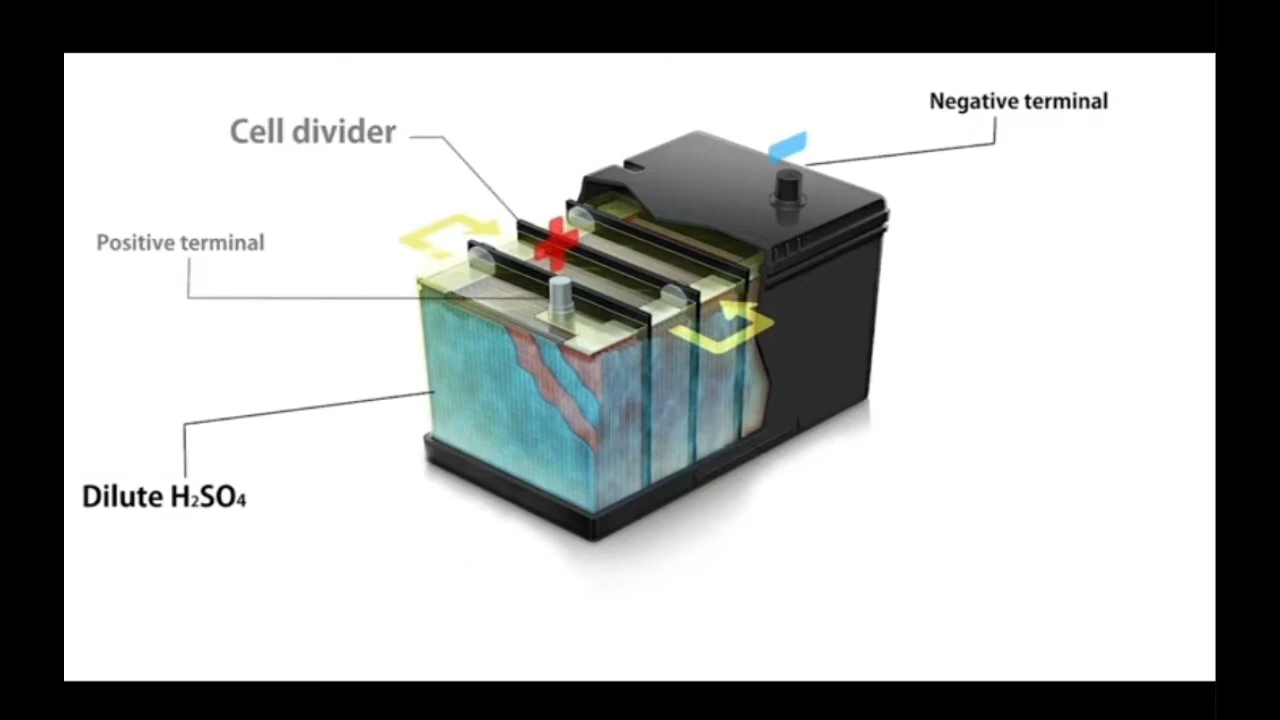 Negative terminal
Cell divider
Positive terminal
Dilute H₂SO₄